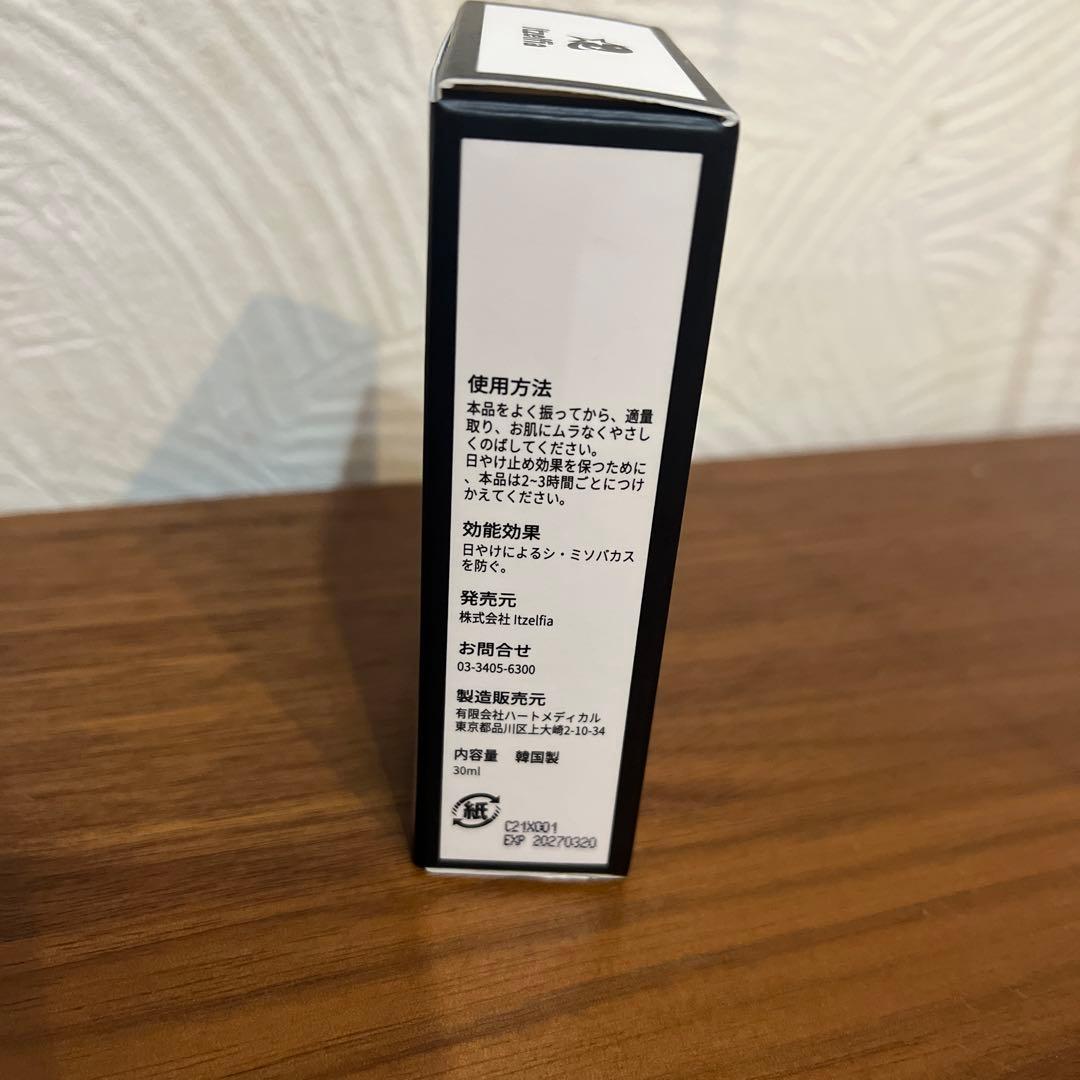 Itzelfia
使用方法
本品をよく振ってから、適量
取り、お肌にムラなくやさし
くのばしてください。
日やけ止め効果を保つために
、本品は2~3時間ごとにつけ
かえてください。
効能効果
日やけによるシ・ミソバカス
を防ぐ。
発売元
株式会社 Itzelfia
お問合せ
03-3405-6300
製造販売元
有限会社ハートメディカル
東京都品川区上大崎2-10-34
内容量 韓国製
30ml
紙
C21XG01
EXP 20270320